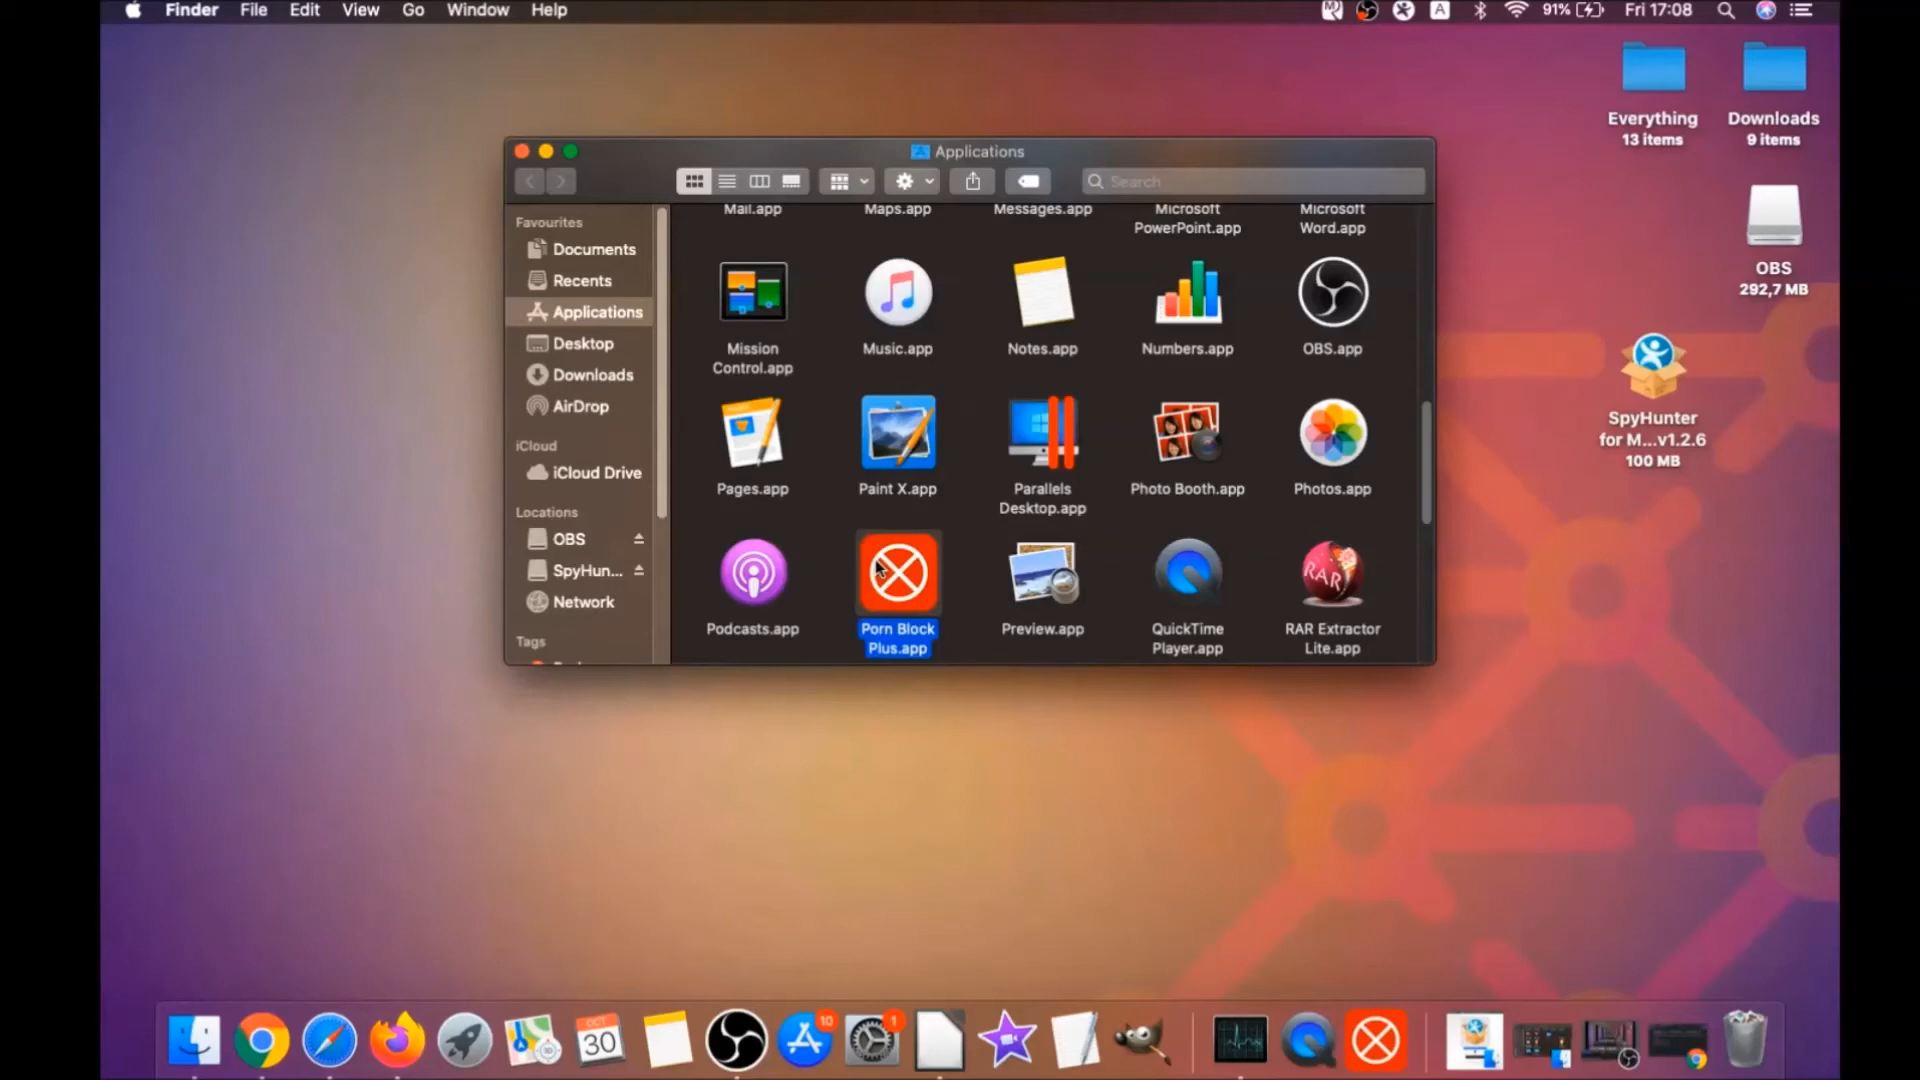 Finder File Edit View Go Window Help
A 91% Fri 17:08
Everything
13 items
Downloads
9 items
OBS
292,7 MB
SpyHunter
for M...v1.2.6
100 MB
Applications
Search
Favourites
Documents
Recents
Applications
Desktop
Downloads
AirDrop
iCloud
iCloud Drive
Locations
OBS
SpyHun...
Network
Tags
Mail.app
Maps.app
Messages.app
Microsoft
PowerPoint.app
Microsoft
Word.app
Mission
Control.app
Music.app
Notes.app
Numbers.app
OBS.app
Pages.app
Paint X.app
Parallels
Desktop.app
Photo Booth.app
Photos.app
Podcasts.app
Porn Block
Plus.app
Preview.app
QuickTime
Player.app
RAR
RAR Extractor
Lite.app
OCT
30
10
1